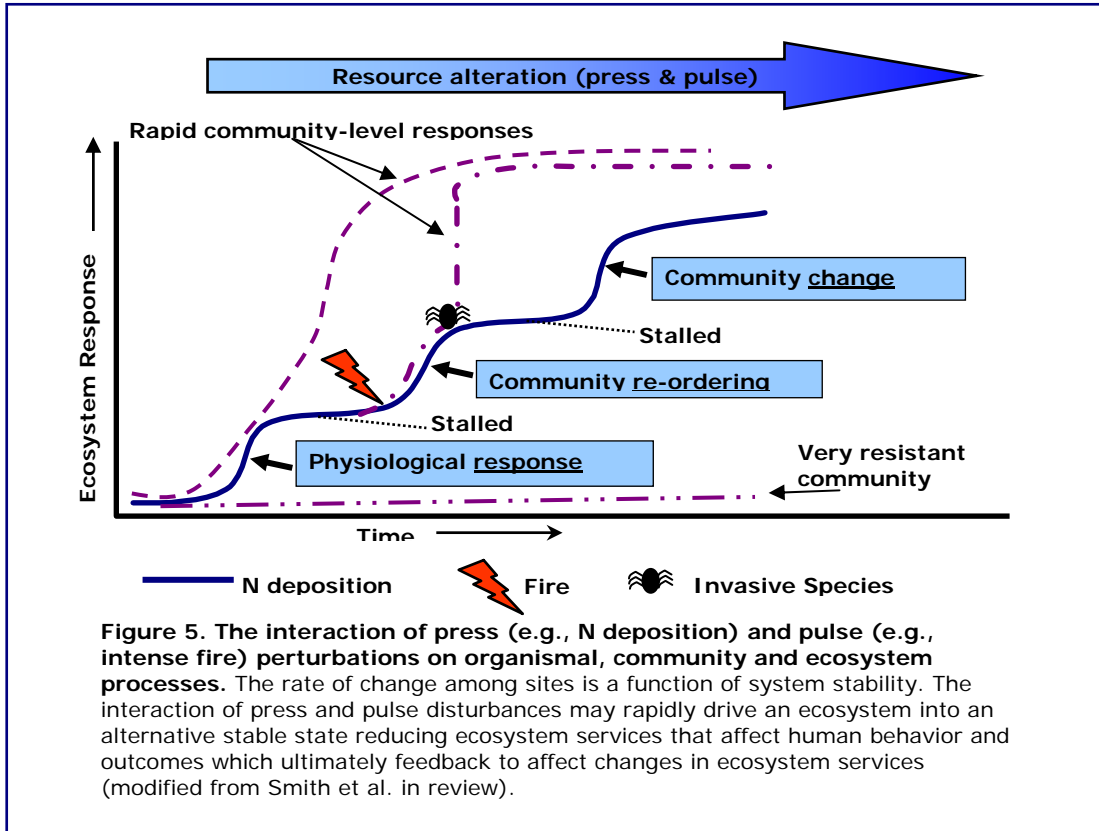 Resource alteration (press & pulse)
Rapid community-level responses
Ecosystem Response
Community change
Stalled
Community re-ordering
Stalled
Physiological response
Very resistant
community
Time
N deposition
Fire
Invasive Species
Figure 5. The interaction of press (e.g., N deposition) and pulse (e.g.,
intense fire) perturbations on organismal, community and ecosystem
processes. The rate of change among sites is a function of system stability. The
interaction of press and pulse disturbances may rapidly drive an ecosystem into an
alternative stable state reducing ecosystem services that affect human behavior and
outcomes which ultimately feedback to affect changes in ecosystem services
(modified from Smith et al. in review).